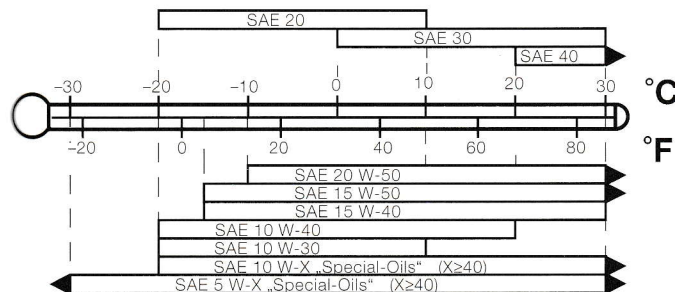 SAE 20
SAE 30
SAE 40
–30 –20 –10 0 10 20 30 °C
–20 0 20 40 60 80 °F
SAE 20 W-50
SAE 15 W-50
SAE 15 W-40
SAE 10 W-40
SAE 10 W-30
SAE 10 W-X „Special-Oils“ (X≥40)
SAE 5 W-X „Special-Oils“ (X≥40)